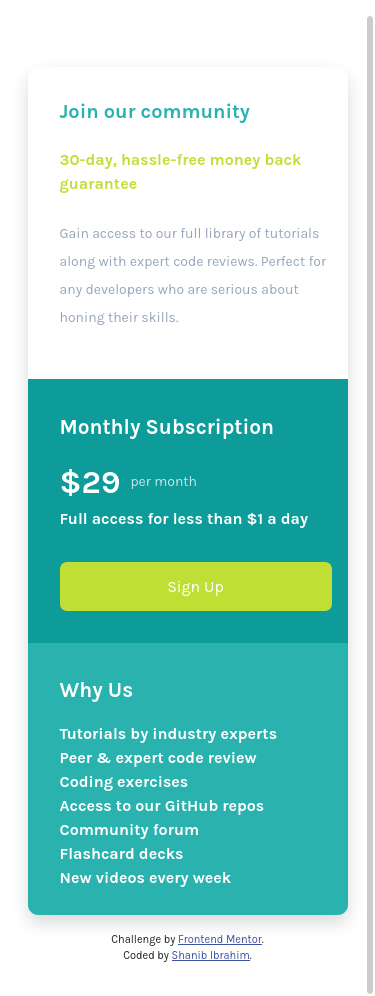 Join our community
30-day, hassle-free money back
guarantee
Gain access to our full library of tutorials
along with expert code reviews. Perfect for
any developers who are serious about
honing their skills.
Monthly Subscription
$29 per month
Full access for less than $1 a day
Sign Up
Why Us
Tutorials by industry experts
Peer & expert code review
Coding exercises
Access to our GitHub repos
Community forum
Flashcard decks
New videos every week
Challenge by Frontend Mentor.
Coded by Shanib Ibrahim.